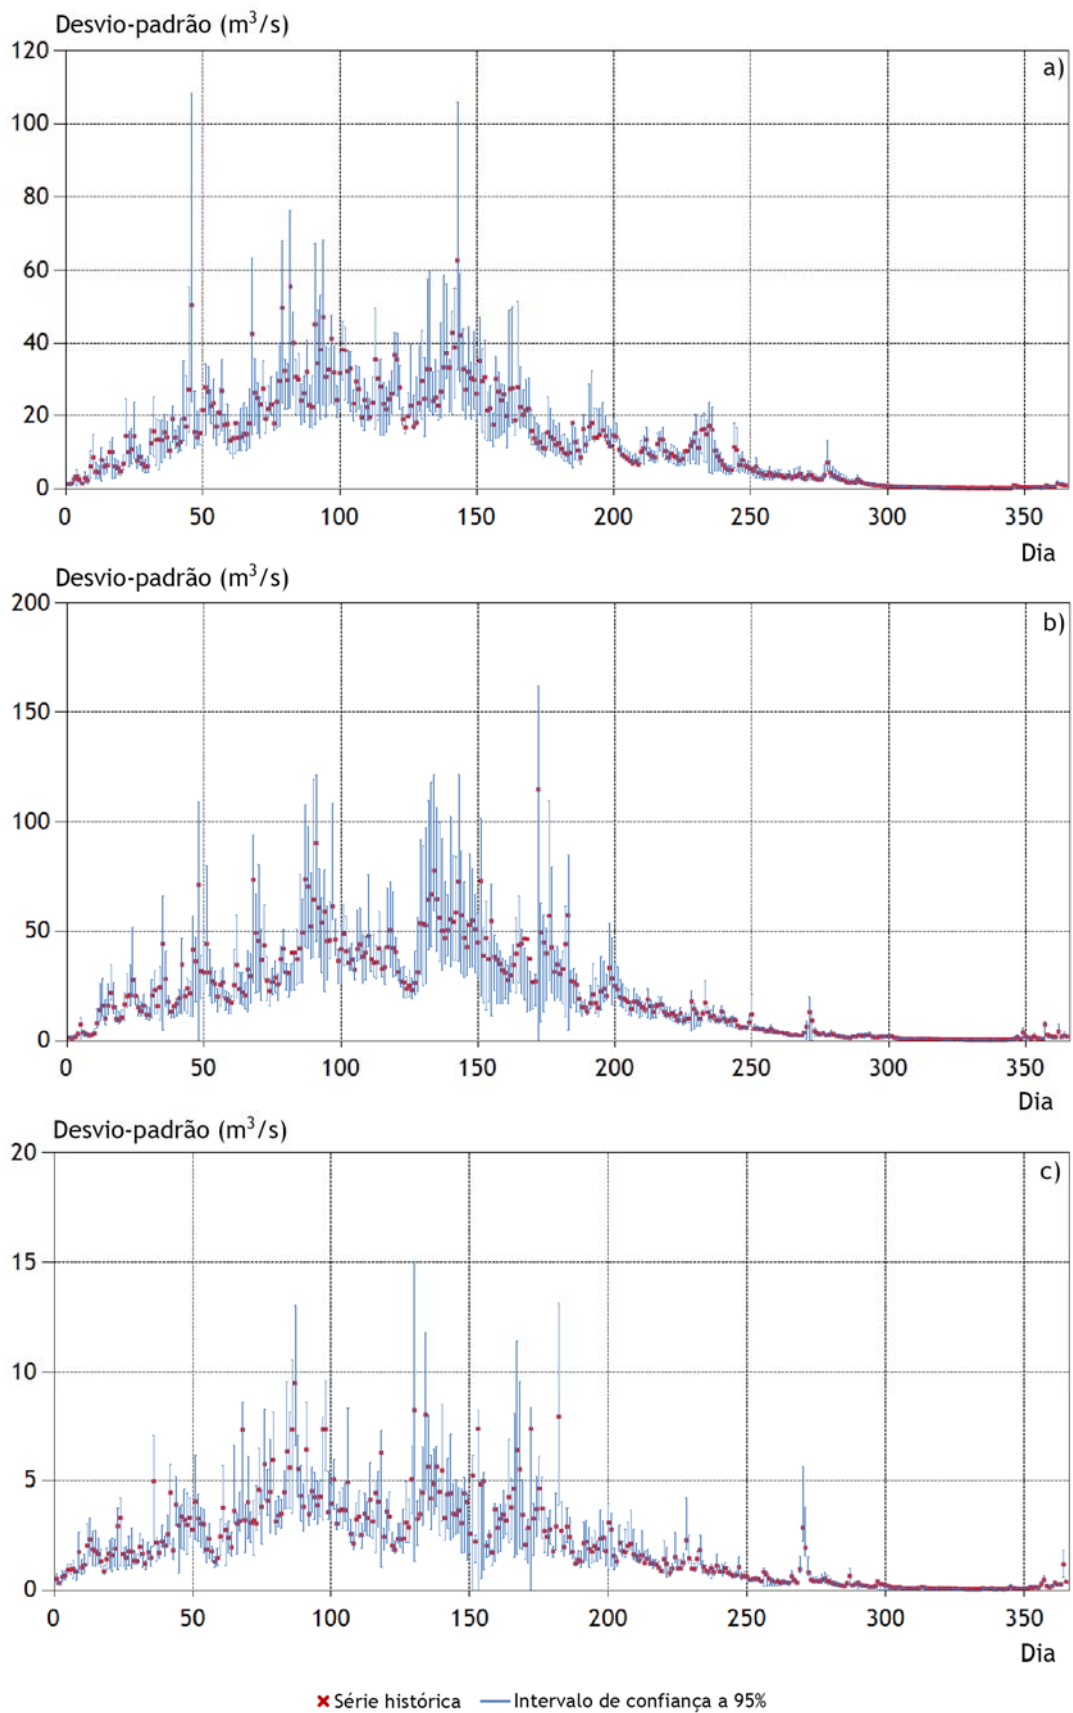 Desvio-padrão (m³/s)
a)
120
100
80
60
40
20
0
0 50 100 150 200 250 300 350
Dia
Desvio-padrão (m³/s)
b)
200
150
100
50
0
0 50 100 150 200 250 300 350
Dia
Desvio-padrão (m³/s)
c)
20
15
10
5
0
0 50 100 150 200 250 300 350
Dia
Série histórica Intervalo de confiança a 95%